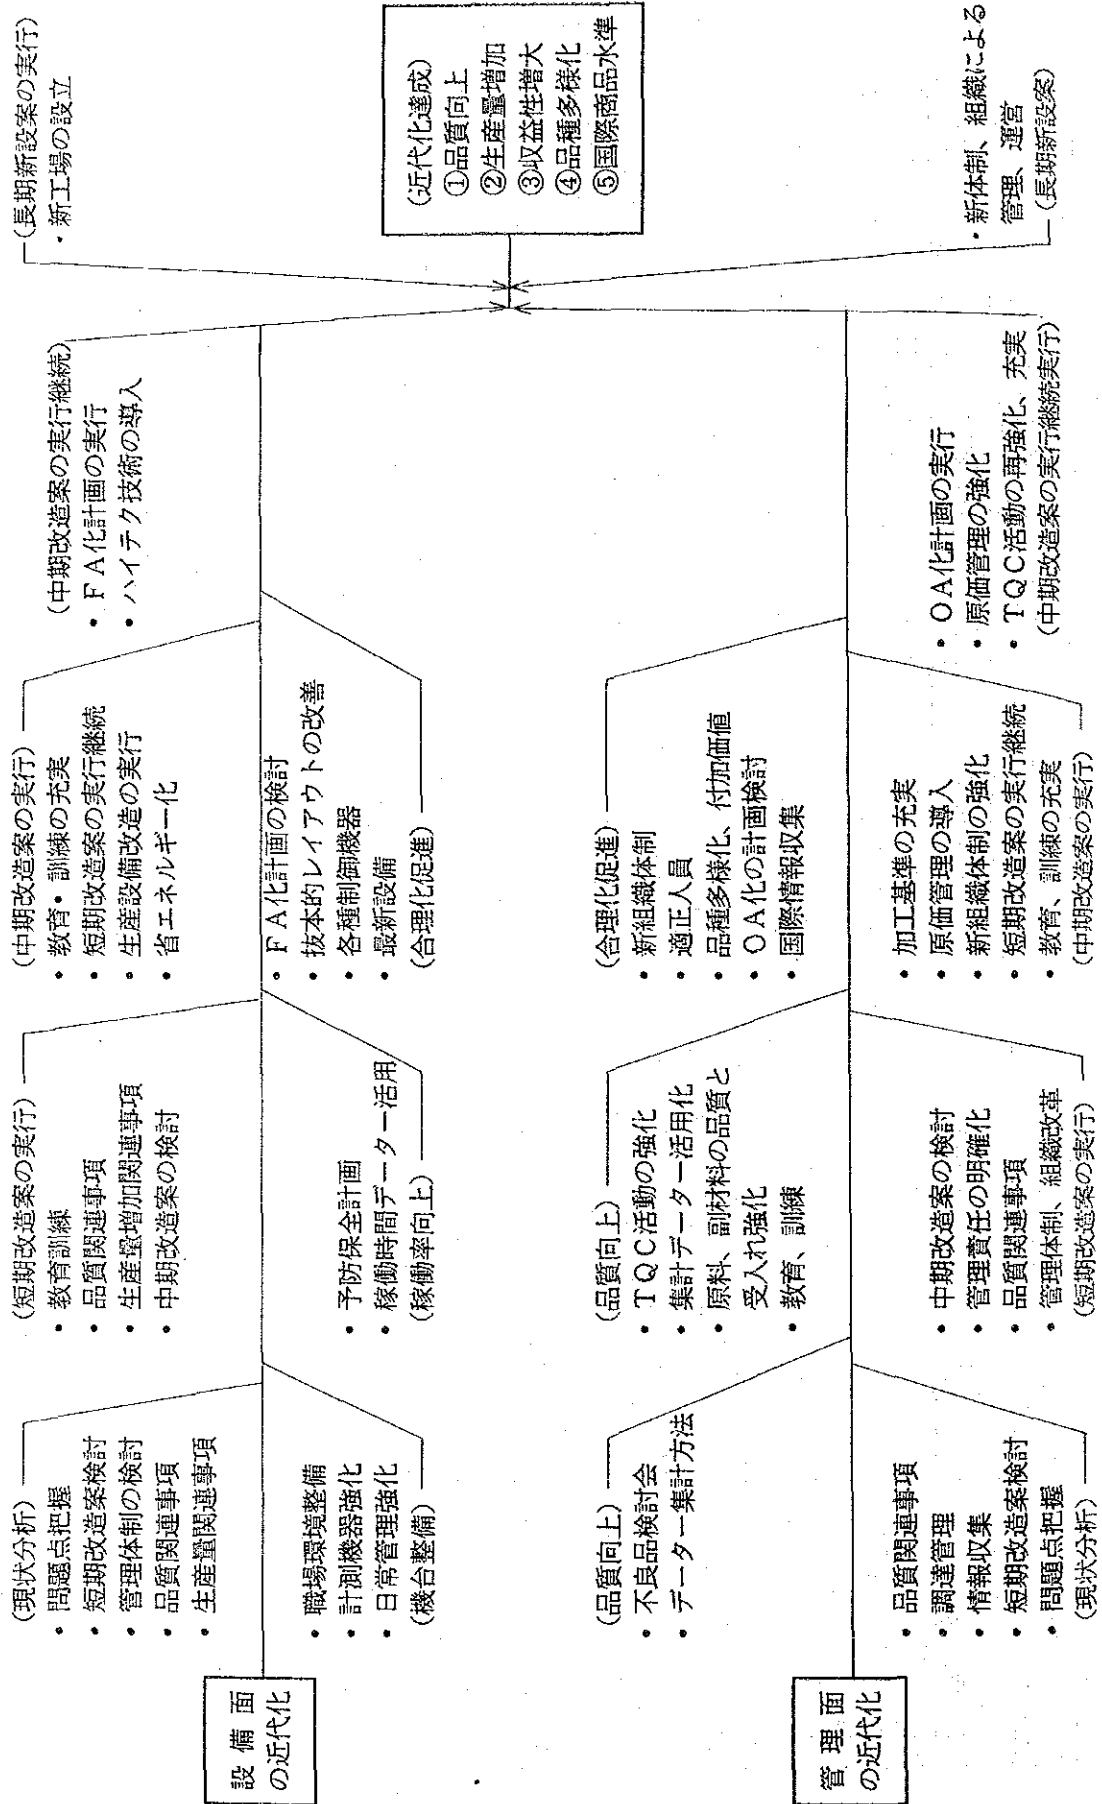 設備面
の近代化
(現状分析)
• 問題点把握
• 短期改造案検討
• 管理体制の検討
• 品質関連事項
• 生産量関連事項
(短期改造案の実行)
• 教育訓練
• 品質関連事項
• 生産量増加関連事項
• 中期改造案の検討
(中期改造案の実行)
• 教育・訓練の充実
• 短期改造案の実行継続
• 生産設備改造の実行
• 省エネルギー化
(中期改造案の実行継続)
• FA化計画の実行
• ハイテク技術の導入
(長期新設案の実行)
• 新工場の設立
• 職場環境整備
• 計測機器強化
• 日常管理強化
(機台整備)
• 予防保全計画
• 稼働時間データー活用
(稼働率向上)
• FA化計画の検討
• 抜本的レイアウトの改善
• 各種制御機器
• 最新設備
(合理化促進)
(近代化達成)
①品質向上
②生産量増加
③収益性増大
④品種多様化
⑤国際商品水準
管理面
の近代化
(品質向上)
• 不良品検討会
• データー集計方法
(品質向上)
• TQC活動の強化
• 集計データー活用化
• 原料、副材料の品質と
受入れ強化
• 教育、訓練
(合理化促進)
• 新組織体制
• 適正人員
• 品種多様化、付加価値
• OA化の計画検討
• 国際情報収集
• 品質関連事項
• 調達管理
• 情報収集
• 短期改造案検討
• 問題点把握
(現状分析)
• 中期改造案の検討
• 管理責任の明確化
• 品質関連事項
• 管理体制、組織改革
(短期改造案の実行)
• 加工基準の充実
• 原価管理の導入
• 新組織体制の強化
• 短期改造案の実行継続
• 教育、訓練の充実
(中期改造案の実行)
• OA化計画の実行
• 原価管理の強化
• TQC活動の再強化、充実
(中期改造案の実行継続実行)
• 新体制、組織による
管理、運営
(長期新設案)